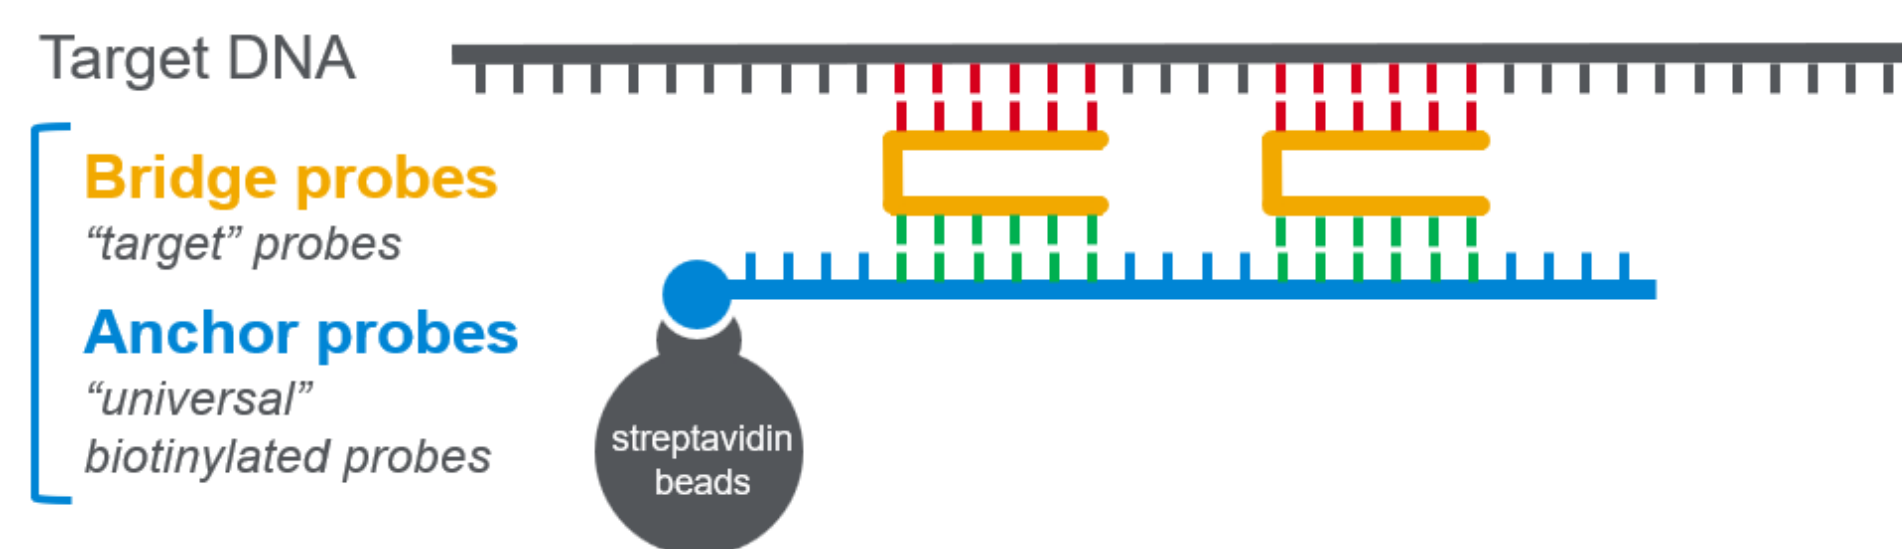 Target DNA
Bridge probes
“target” probes
Anchor probes
“universal”
biotinylated probes
streptavidin
beads